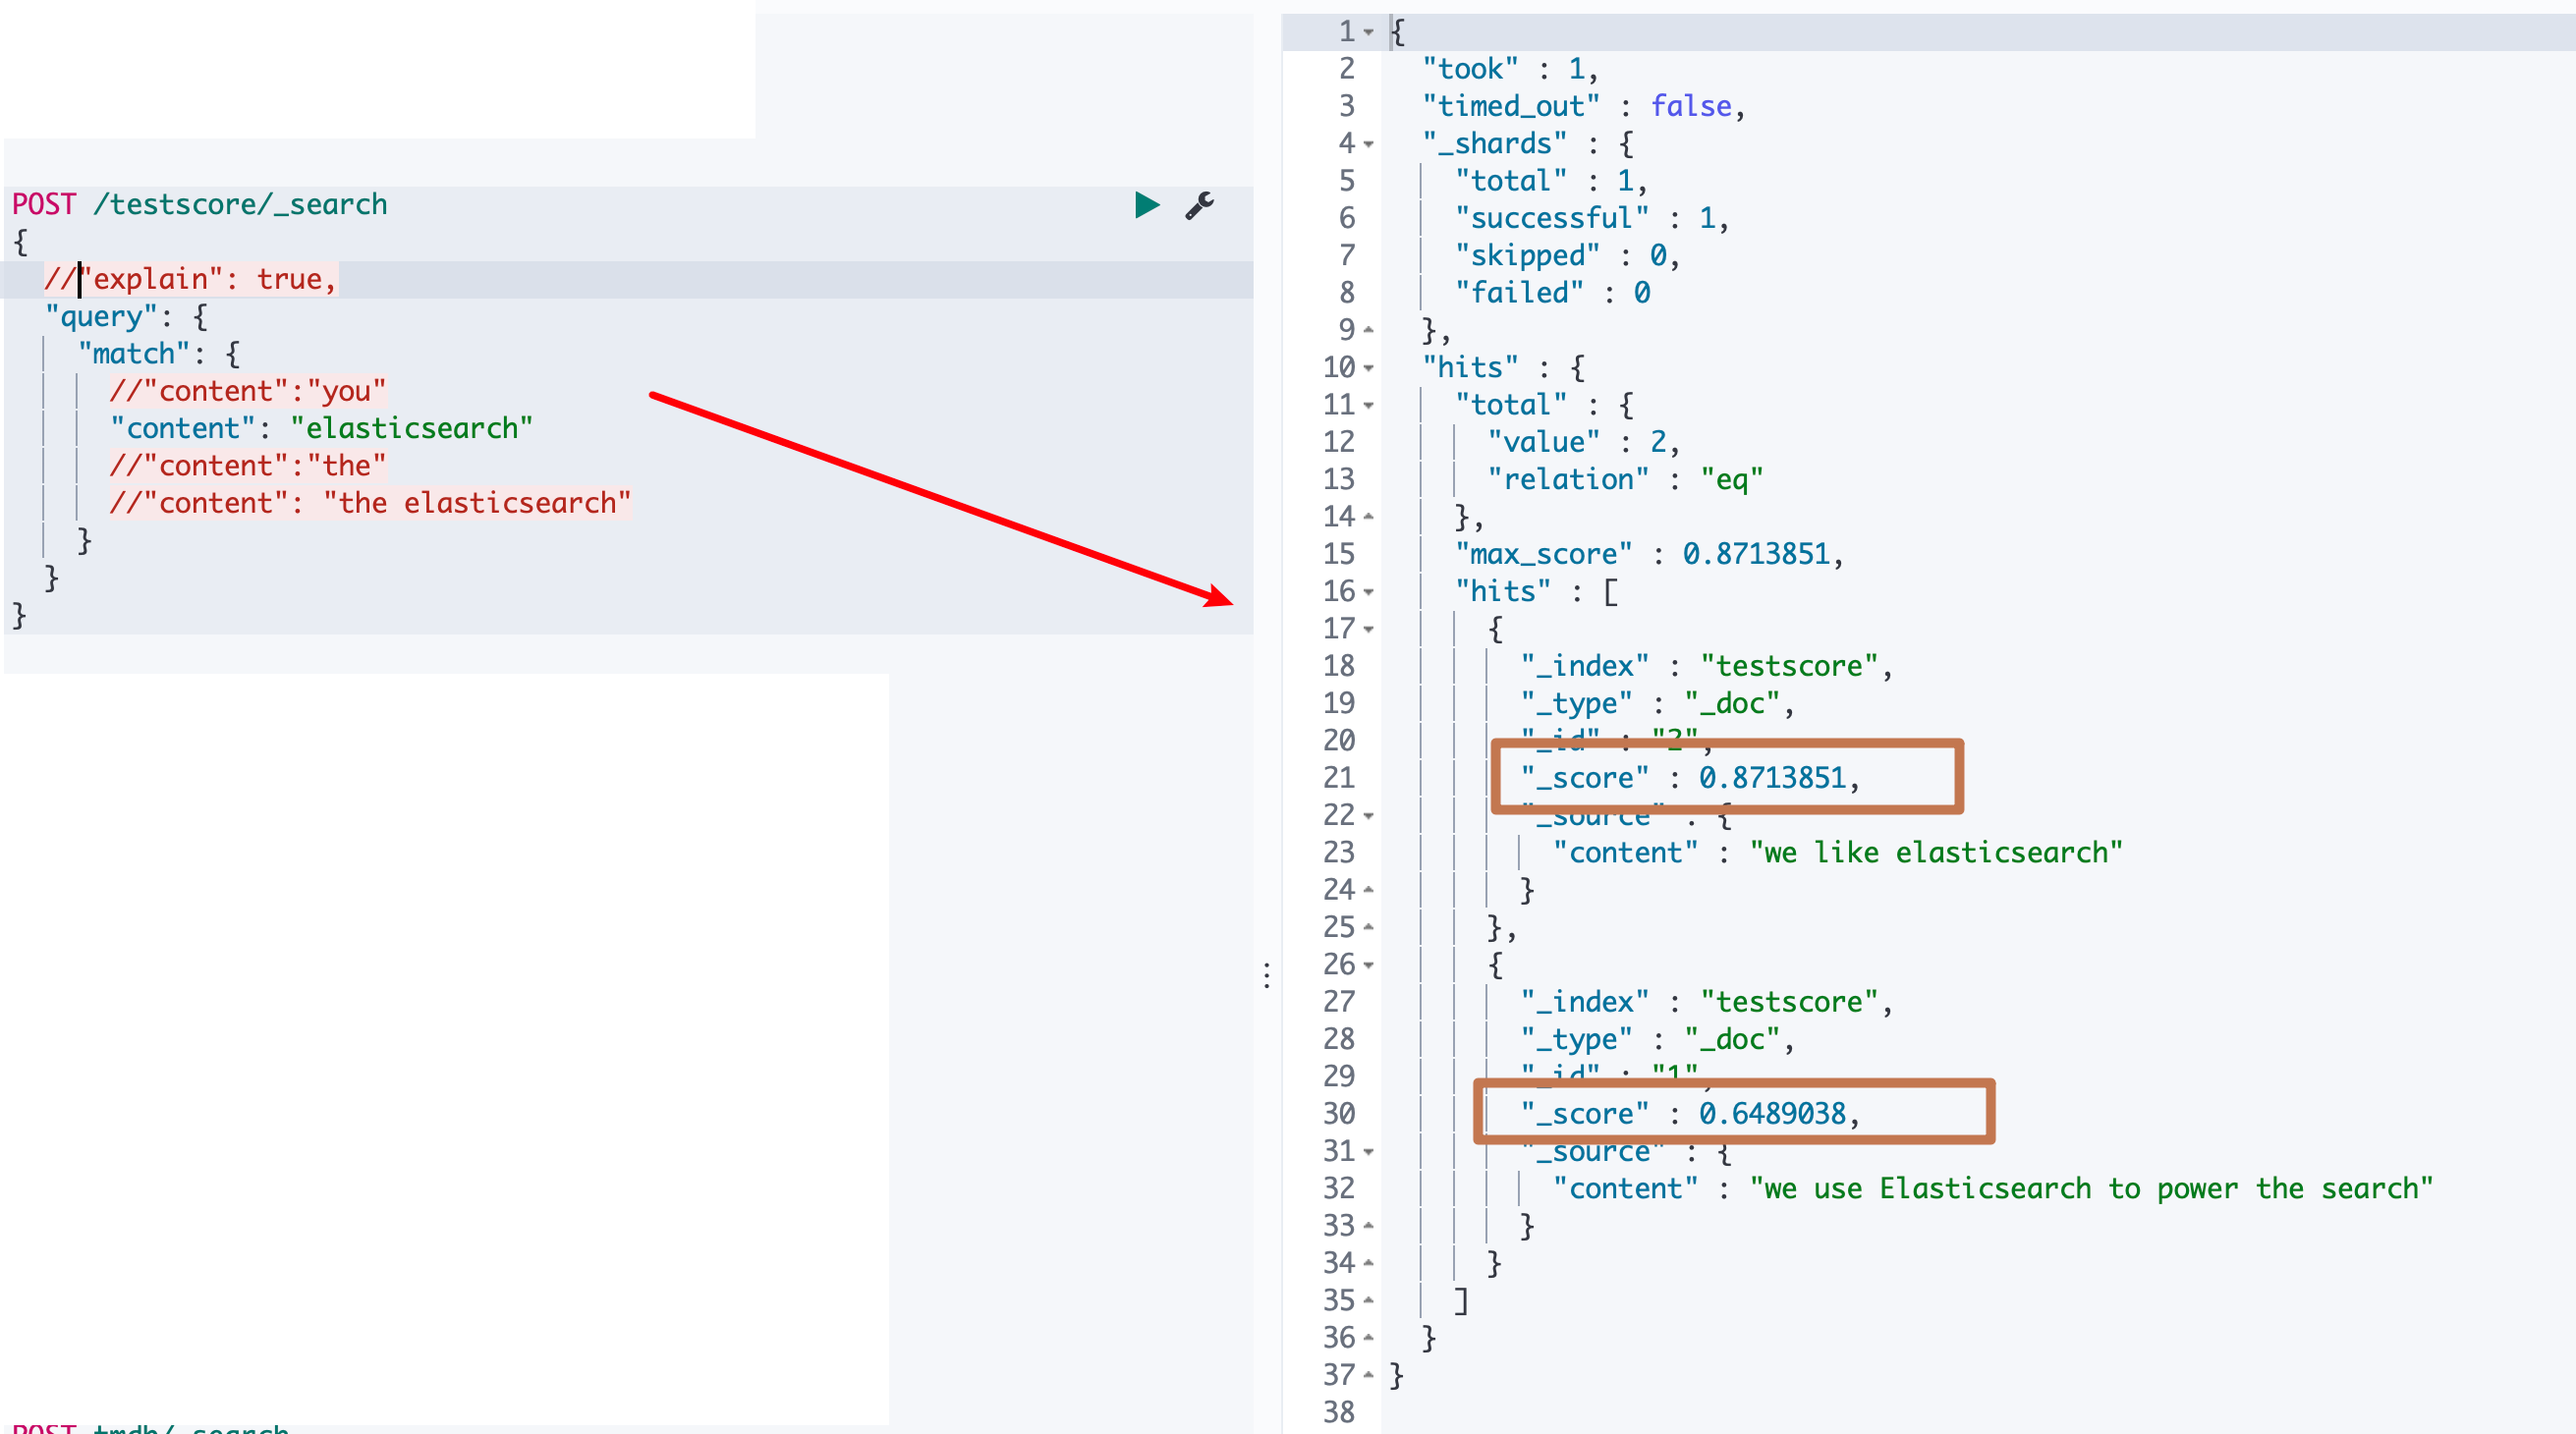 POST /testscore/_search
{
//"explain": true,
"query": {
"match": {
//"content":"you"
"content": "elasticsearch"
//"content":"the"
//"content": "the elasticsearch"
}
}
}
POST tmdb/_search
1 {
2 "took" : 1,
3 "timed_out" : false,
4 "_shards" : {
5 "total" : 1,
6 "successful" : 1,
7 "skipped" : 0,
8 "failed" : 0
9 },
10 "hits" : {
11 "total" : {
12 "value" : 2,
13 "relation" : "eq"
14 },
15 "max_score" : 0.8713851,
16 "hits" : [
17 {
18 "_index" : "testscore",
19 "_type" : "_doc",
20 "_id" : "2",
21 "_score" : 0.8713851,
22 "_source" : {
23 "content" : "we like elasticsearch"
24 }
25 },
26 {
27 "_index" : "testscore",
28 "_type" : "_doc",
29 "_id" : "1",
30 "_score" : 0.6489038,
31 "_source" : {
32 "content" : "we use Elasticsearch to power the search"
33 }
34 }
35 ]
36 }
37 }
38